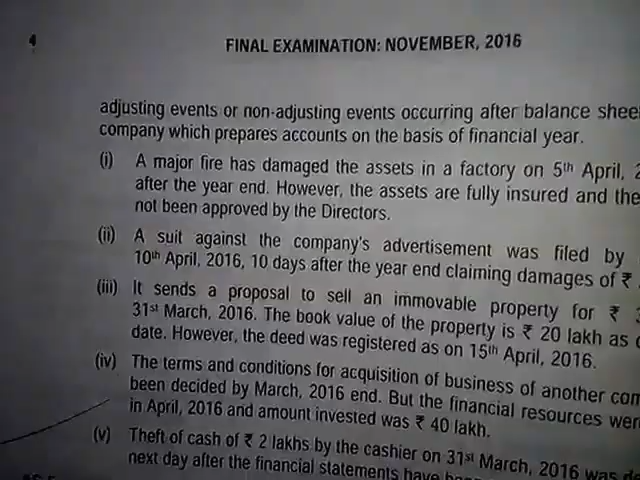 4
FINAL EXAMINATION: NOVEMBER, 2016
adjusting events or non-adjusting events occurring after balance shee
company which prepares accounts on the basis of financial year.
(i) A major fire has damaged the assets in a factory on 5th April, 2
after the year end. However, the assets are fully insured and the
not been approved by the Directors.
(ii) A suit against the company's advertisement was filed by
10th April, 2016, 10 days after the year end claiming damages of ₹
(iii) It sends a proposal to sell an immovable property for ₹
31st March, 2016. The book value of the property is ₹ 20 lakh as
date. However, the deed was registered as on 15th April, 2016.
(iv) The terms and conditions for acquisition of business of another com
been decided by March, 2016 end. But the financial resources wer
in April, 2016 and amount invested was ₹ 40 lakh.
(v) Theft of cash of ₹ 2 lakhs by the cashier on 31st March, 2016 was
next day after the financial statements have